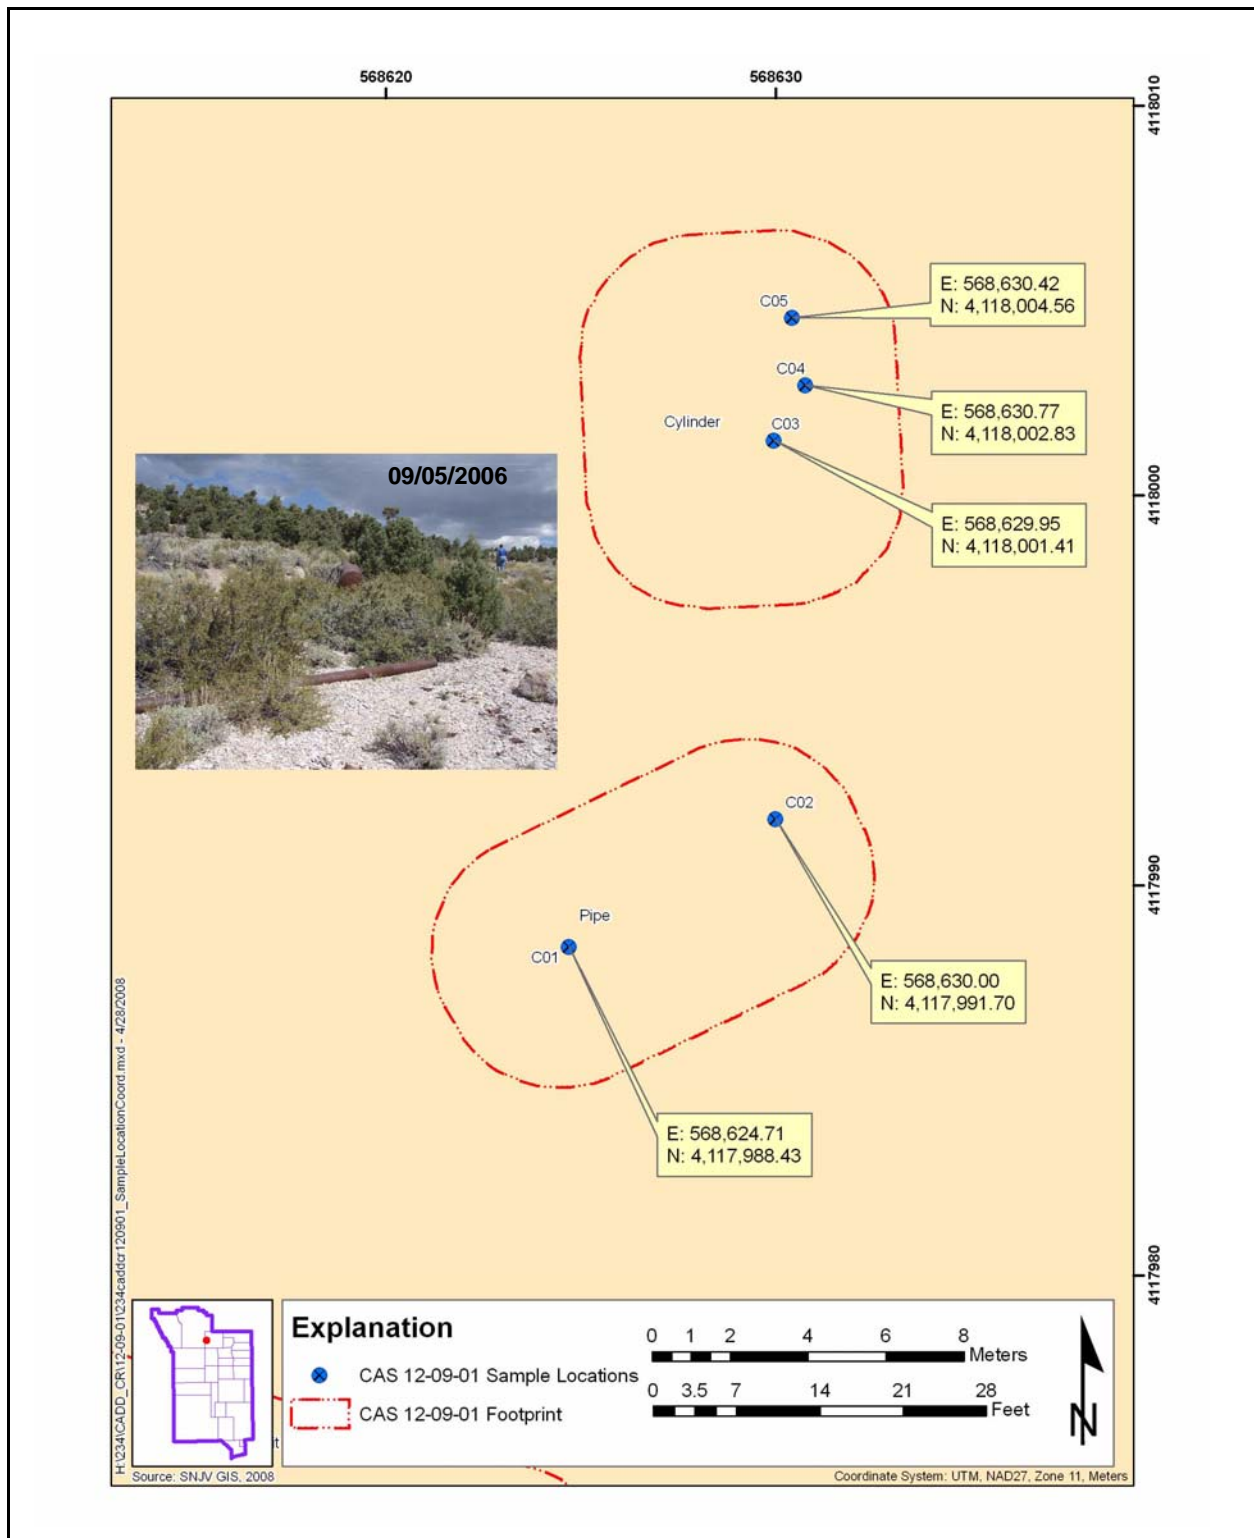 568620
568630
4118010
C05
E: 568,630.42
N: 4,118,004.56
C04
E: 568,630.77
N: 4,118,002.83
Cylinder
C03
09/05/2006
4118000
E: 568,629.95
N: 4,118,001.41
C02
4117990
Pipe
C01
E: 568,630.00
N: 4,117,991.70
E: 568,624.71
N: 4,117,988.43
H:\234\CADD_CR\12-09-01\234caddcr120901_SampleLocationCoord.mxd - 4/28/2008
4117980
Explanation
CAS 12-09-01 Sample Locations
CAS 12-09-01 Footprint
0 1 2 4 6 8
Meters
0 3.5 7 14 21 28
Feet
N
Source: SNJV GIS, 2008
Coordinate System: UTM, NAD27, Zone 11, Meters